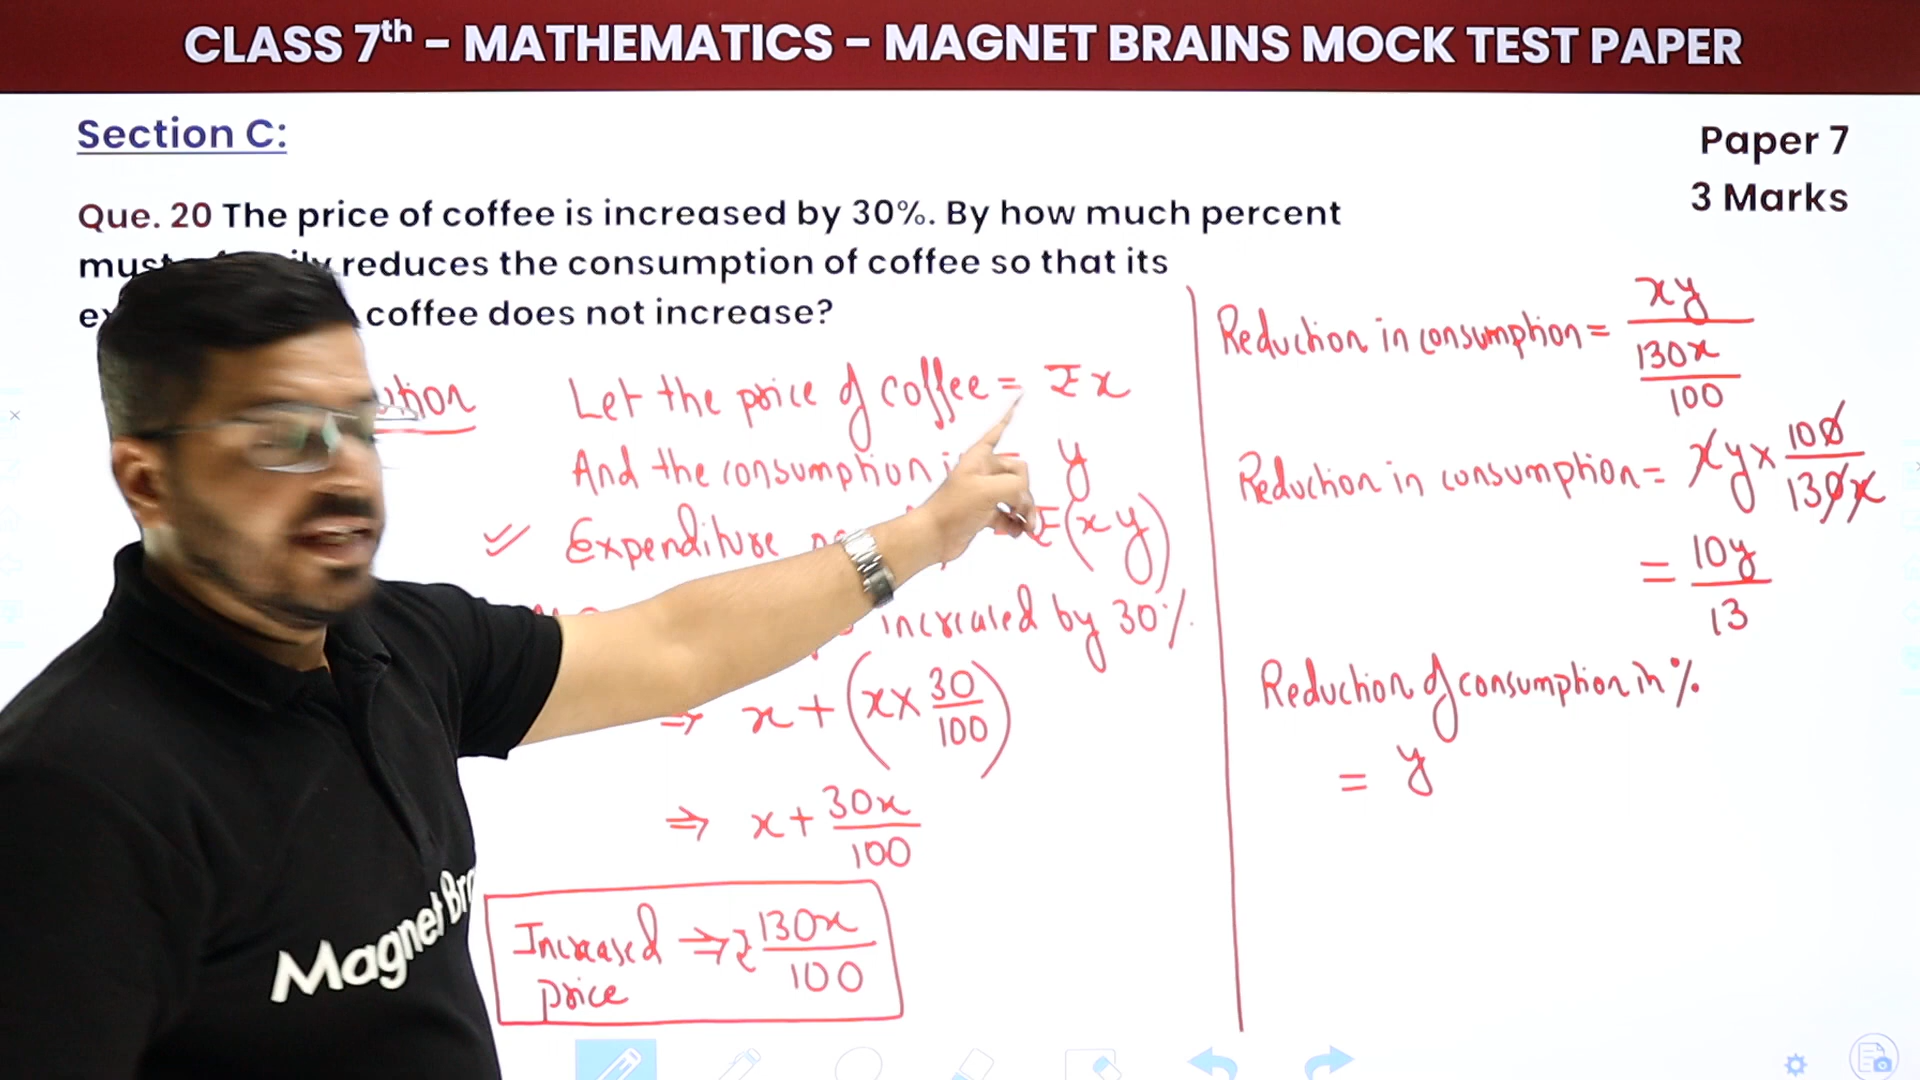 CLASS 7th – MATHEMATICS – MAGNET BRAINS MOCK TEST PAPER
Section C:
Paper 7
3 Marks
Que. 20 The price of coffee is increased by 30%. By how much percent
reduces the consumption of coffee so that its
coffee does not increase?
Let the price of coffee = ₹x
And the consumption = y
Expenditure = ₹(xy)
increased by 30%.
⇒ x + (x × 30/100)
⇒ x + 30x/100
Increased price ⇒ ₹ 130x/100
Reduction in consumption = xy / (130x/100)
Reduction in consumption = xy × 100/130x
= 10y/13
Reduction of consumption in %
= y
Magnet